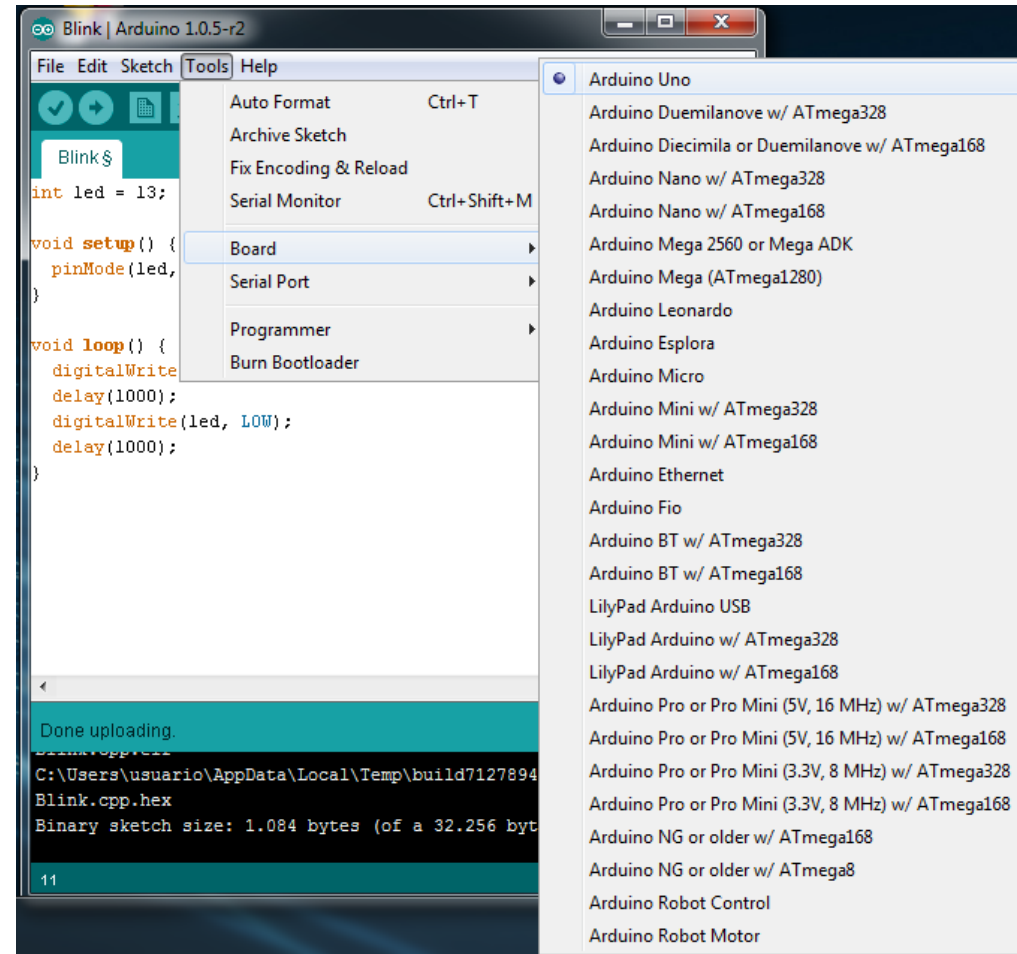 Blink | Arduino 1.0.5-r2
File Edit Sketch Tools Help
Blink§
int led = 13;
void setup() {
pinMode(led,
}
void loop() {
digitalWrite
delay(1000);
digitalWrite(led, LOW);
delay(1000);
}
Auto Format Ctrl+T
Archive Sketch
Fix Encoding & Reload
Serial Monitor Ctrl+Shift+M
Board
Serial Port
Programmer
Burn Bootloader
Arduino Uno
Arduino Duemilanove w/ ATmega328
Arduino Diecimila or Duemilanove w/ ATmega168
Arduino Nano w/ ATmega328
Arduino Nano w/ ATmega168
Arduino Mega 2560 or Mega ADK
Arduino Mega (ATmega1280)
Arduino Leonardo
Arduino Esplora
Arduino Micro
Arduino Mini w/ ATmega328
Arduino Mini w/ ATmega168
Arduino Ethernet
Arduino Fio
Arduino BT w/ ATmega328
Arduino BT w/ ATmega168
LilyPad Arduino USB
LilyPad Arduino w/ ATmega328
LilyPad Arduino w/ ATmega168
Arduino Pro or Pro Mini (5V, 16 MHz) w/ ATmega328
Arduino Pro or Pro Mini (5V, 16 MHz) w/ ATmega168
Arduino Pro or Pro Mini (3.3V, 8 MHz) w/ ATmega328
Arduino Pro or Pro Mini (3.3V, 8 MHz) w/ ATmega168
Arduino NG or older w/ ATmega168
Arduino NG or older w/ ATmega8
Arduino Robot Control
Arduino Robot Motor
Done uploading.
C:\Users\usuario\AppData\Local\Temp\build7127894
Blink.cpp.hex
Binary sketch size: 1.084 bytes (of a 32.256 byt
11